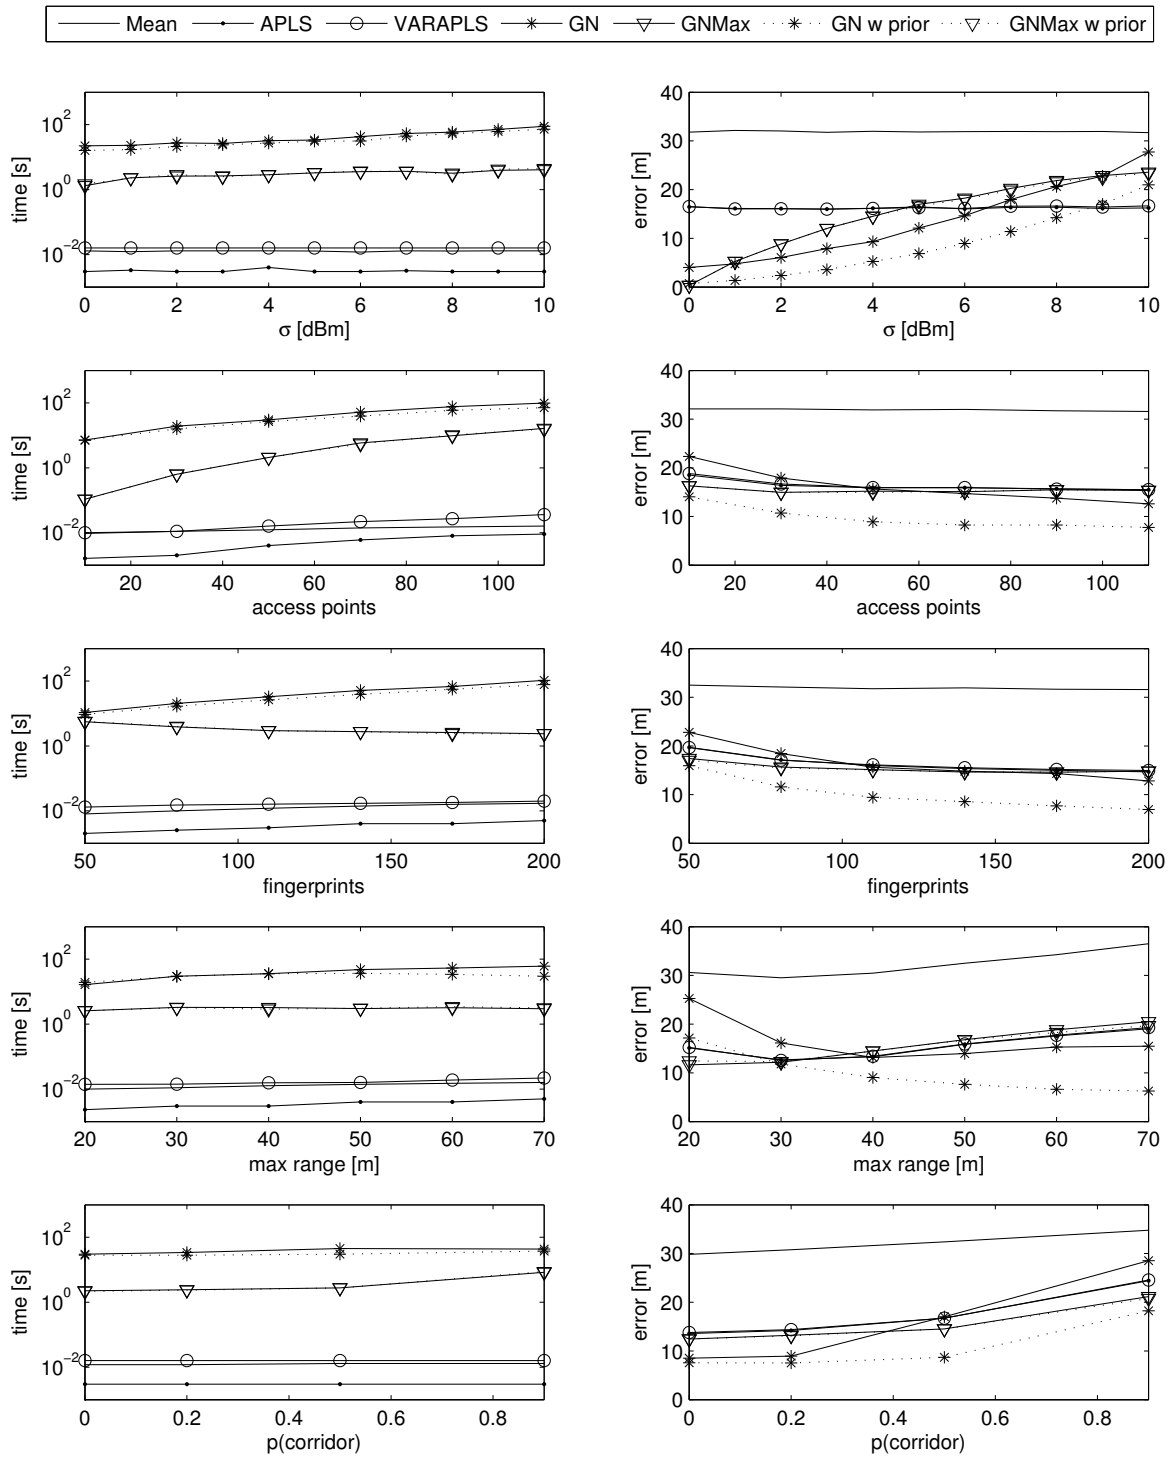 Mean APLS VARAPLS GN GNMax GN w prior GNMax w prior
time [s]
10^2
10^0
10^-2
0 2 4 6 8 10
σ [dBm]
error [m]
40
30
20
10
0
0 2 4 6 8 10
σ [dBm]
time [s]
10^2
10^0
10^-2
20 40 60 80 100
access points
error [m]
40
30
20
10
0
20 40 60 80 100
access points
time [s]
10^2
10^0
10^-2
50 100 150 200
fingerprints
error [m]
40
30
20
10
0
50 100 150 200
fingerprints
time [s]
10^2
10^0
10^-2
20 30 40 50 60 70
max range [m]
error [m]
40
30
20
10
0
20 30 40 50 60 70
max range [m]
time [s]
10^2
10^0
10^-2
0 0.2 0.4 0.6 0.8
p(corridor)
error [m]
40
30
20
10
0
0 0.2 0.4 0.6 0.8
p(corridor)